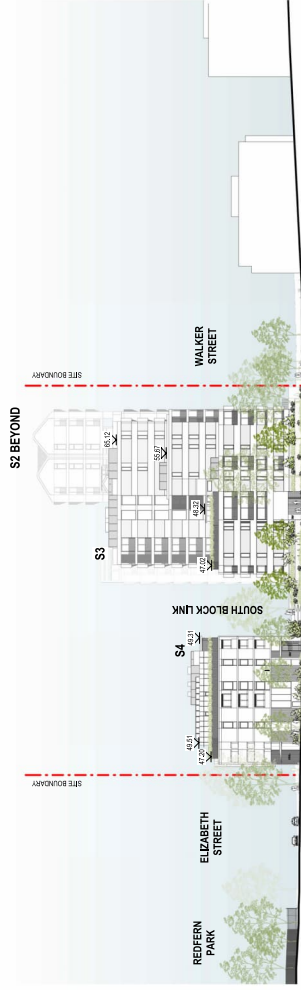 S2 BEYOND
SITE BOUNDARY
SITE BOUNDARY
65.12
S3
55.67
WALKER
STREET
48.32
47.02
SOUTH BLOCK LINK
49.31
S4
49.51
47.20
ELIZABETH
STREET
REDFERN
PARK